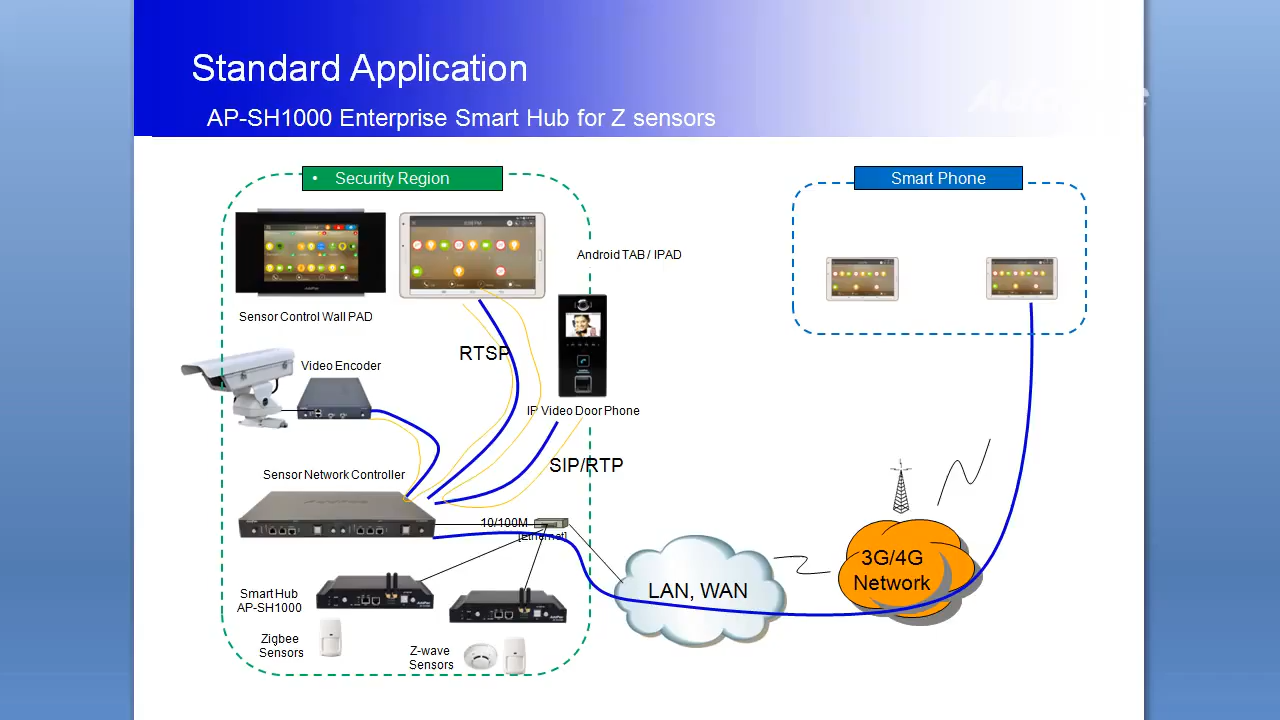 Standard Application
AP-SH1000 Enterprise Smart Hub for Z sensors
• Security Region
Smart Phone
Android TAB / IPAD
Sensor Control Wall PAD
RTSP
Video Encoder
IP Video Door Phone
SIP/RTP
Sensor Network Controller
10/100M
[Ethernet]
3G/4G
Network
LAN, WAN
Smart Hub
AP-SH1000
Zigbee
Sensors
Z-wave
Sensors